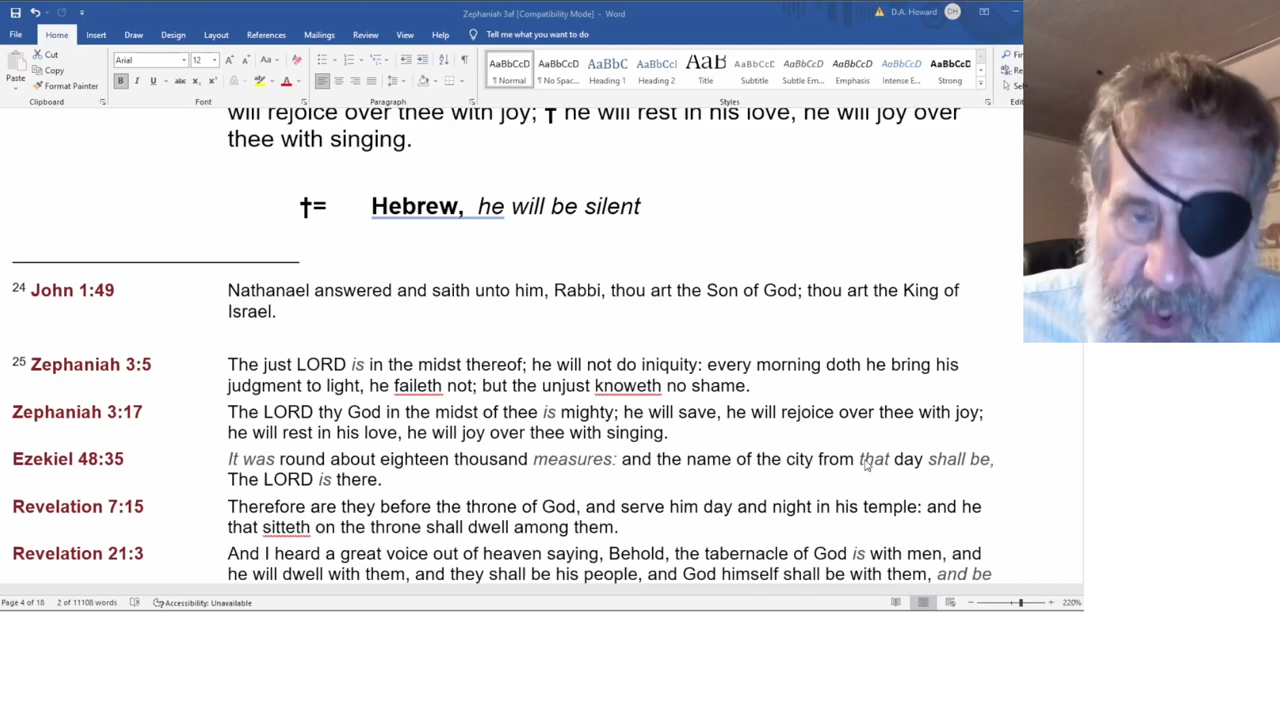 Zephaniah 3af [Compatibility Mode] - Word
D.A. Howard DH
File Home Insert Draw Design Layout References Mailings Review View Help Tell me what you want to do
Cut
Copy
Format Painter
Paste
Arial 12 Aa
B I U abc x₂ x² A ab A
AaBbCcD AaBbCcD AaBbC AaBbCcl AaB AaBbCcD AaBbCcD AaBbCcD AaBbCcD AaBbCcD
¶ Normal ¶ No Spac... Heading 1 Heading 2 Title Subtitle Subtle Em... Emphasis Intense E... Strong
Fir
Re
Sel
Clipboard Font Paragraph Styles Edit
will rejoice over thee with joy; † he will rest in his love, he will joy over
thee with singing.
†= Hebrew, he will be silent
24 John 1:49 Nathanael answered and saith unto him, Rabbi, thou art the Son of God; thou art the King of
Israel.
25 Zephaniah 3:5 The just LORD is in the midst thereof; he will not do iniquity: every morning doth he bring his
judgment to light, he faileth not; but the unjust knoweth no shame.
Zephaniah 3:17 The LORD thy God in the midst of thee is mighty; he will save, he will rejoice over thee with joy;
he will rest in his love, he will joy over thee with singing.
Ezekiel 48:35 It was round about eighteen thousand measures: and the name of the city from that day shall be,
The LORD is there.
Revelation 7:15 Therefore are they before the throne of God, and serve him day and night in his temple: and he
that sitteth on the throne shall dwell among them.
Revelation 21:3 And I heard a great voice out of heaven saying, Behold, the tabernacle of God is with men, and
he will dwell with them, and they shall be his people, and God himself shall be with them, and be
Page 4 of 18 2 of 11108 words Accessibility: Unavailable 220%